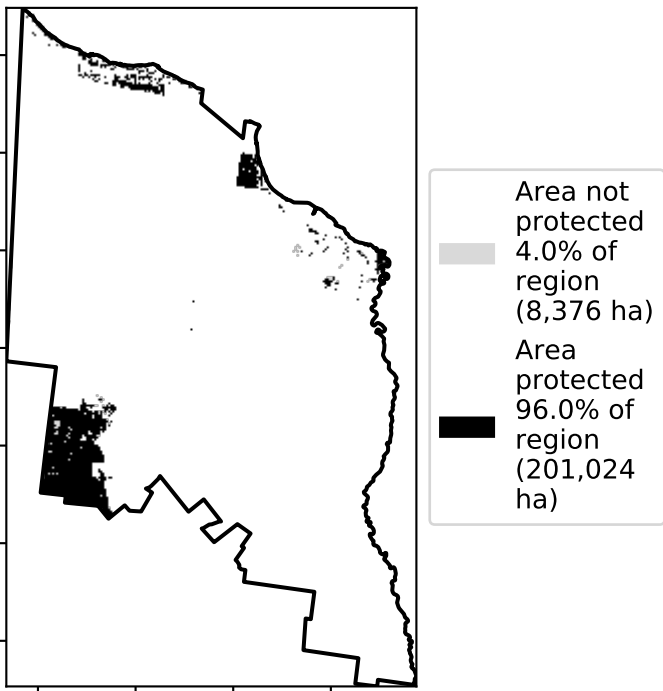 Area not
protected
4.0% of
region
(8,376 ha)
Area
protected
96.0% of
region
(201,024
ha)